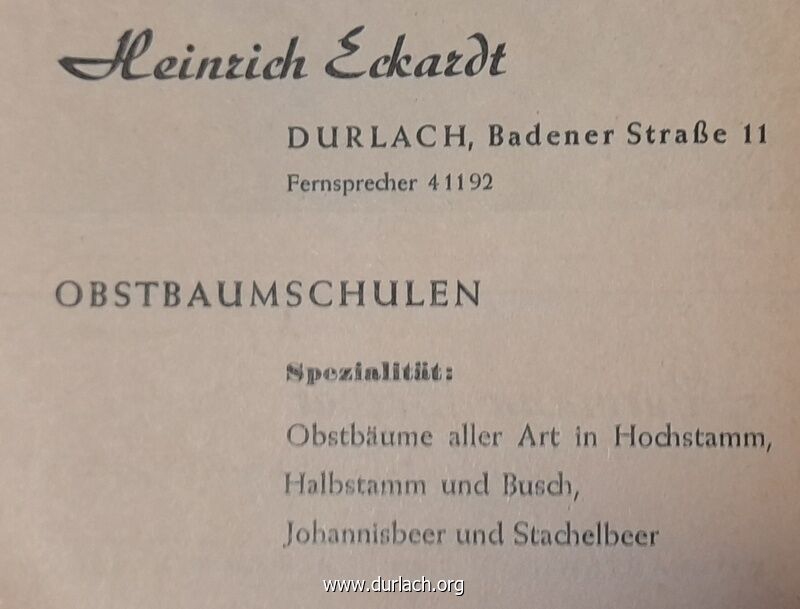 Heinrich Eckardt
DURLACH, Badener Straße 11
Fernsprecher 41192
OBSTBAUMSCHULEN
Spezialität:
Obstbäume aller Art in Hochstamm,
Halbstamm und Busch,
Johannisbeer und Stachelbeer
www.durlach.org